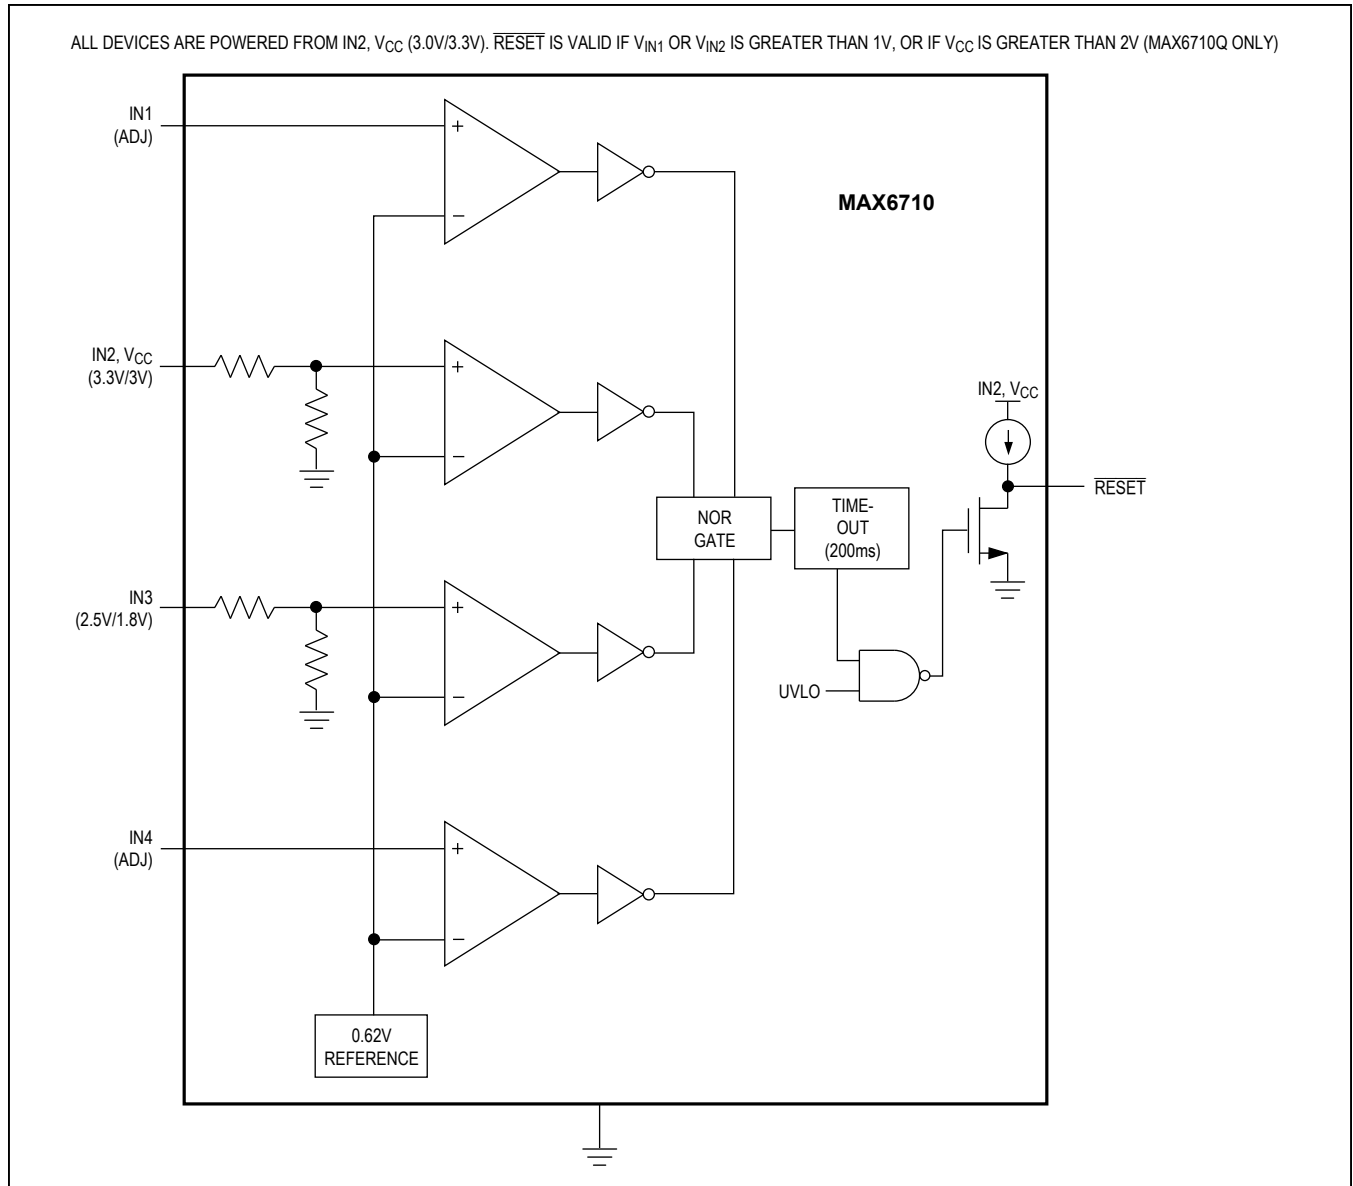 ALL DEVICES ARE POWERED FROM IN2, VCC (3.0V/3.3V). RESET IS VALID IF VIN1 OR VIN2 IS GREATER THAN 1V, OR IF VCC IS GREATER THAN 2V (MAX6710Q ONLY)
IN1
(ADJ)
+
−
MAX6710
IN2, VCC
(3.3V/3V)
+
−
IN2, VCC
RESET
NOR
GATE
TIME-
OUT
(200ms)
IN3
(2.5V/1.8V)
+
−
UVLO
IN4
(ADJ)
+
−
0.62V
REFERENCE